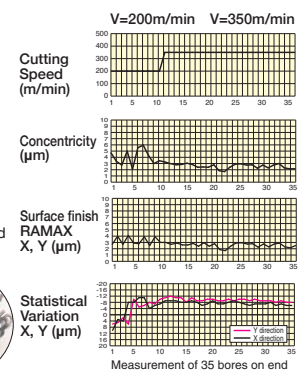 V=200m/min V=350m/min
Cutting
Speed
(m/min)
500
400
300
200
100
0
1 5 10 15 20 25 30 35
Concentricity
(µm)
10
9
8
7
6
5
4
3
2
1
0
1 5 10 15 20 25 30 35
d
Surface finish
RAMAX
X, Y (µm)
10
9
8
7
6
5
4
3
2
1
0
1 5 10 15 20 25 30 35
Statistical
Variation
X, Y (µm)
-20
-16
-12
-8
-4
0
4
8
12
16
20
Y direction
X direction
1 5 10 15 20 25 30 35
Measurement of 35 bores on end